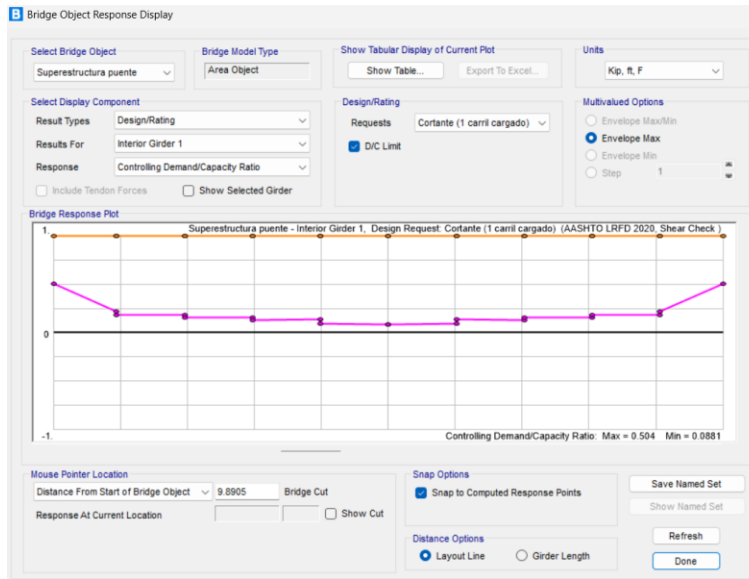 B Bridge Object Response Display
Select Bridge Object
Superestructura puente
Bridge Model Type
Area Object
Show Tabular Display of Current Plot
Show Table...
Export To Excel...
Units
Kip, ft, F
Select Display Component
Result Types
Design/Rating
Results For
Interior Girder 1
Response
Controlling Demand/Capacity Ratio
Include Tendon Forces
Show Selected Girder
Design/Rating
Requests
Cortante (1 carril cargado)
D/C Limit
Multivalued Options
Envelope Max/Min
Envelope Max
Envelope Min
Step
1
Bridge Response Plot
1.
Superestructura puente - Interior Girder 1, Design Request: Cortante (1 carril cargado) (AASHTO LRFD 2020, Shear Check )
0
-1.
Controlling Demand/Capacity Ratio: Max = 0.504 Min = 0.0881
Mouse Pointer Location
Distance From Start of Bridge Object
9.8905
Bridge Cut
Response At Current Location
Show Cut
Snap Options
Snap to Computed Response Points
Distance Options
Layout Line
Girder Length
Save Named Set
Show Named Set
Refresh
Done